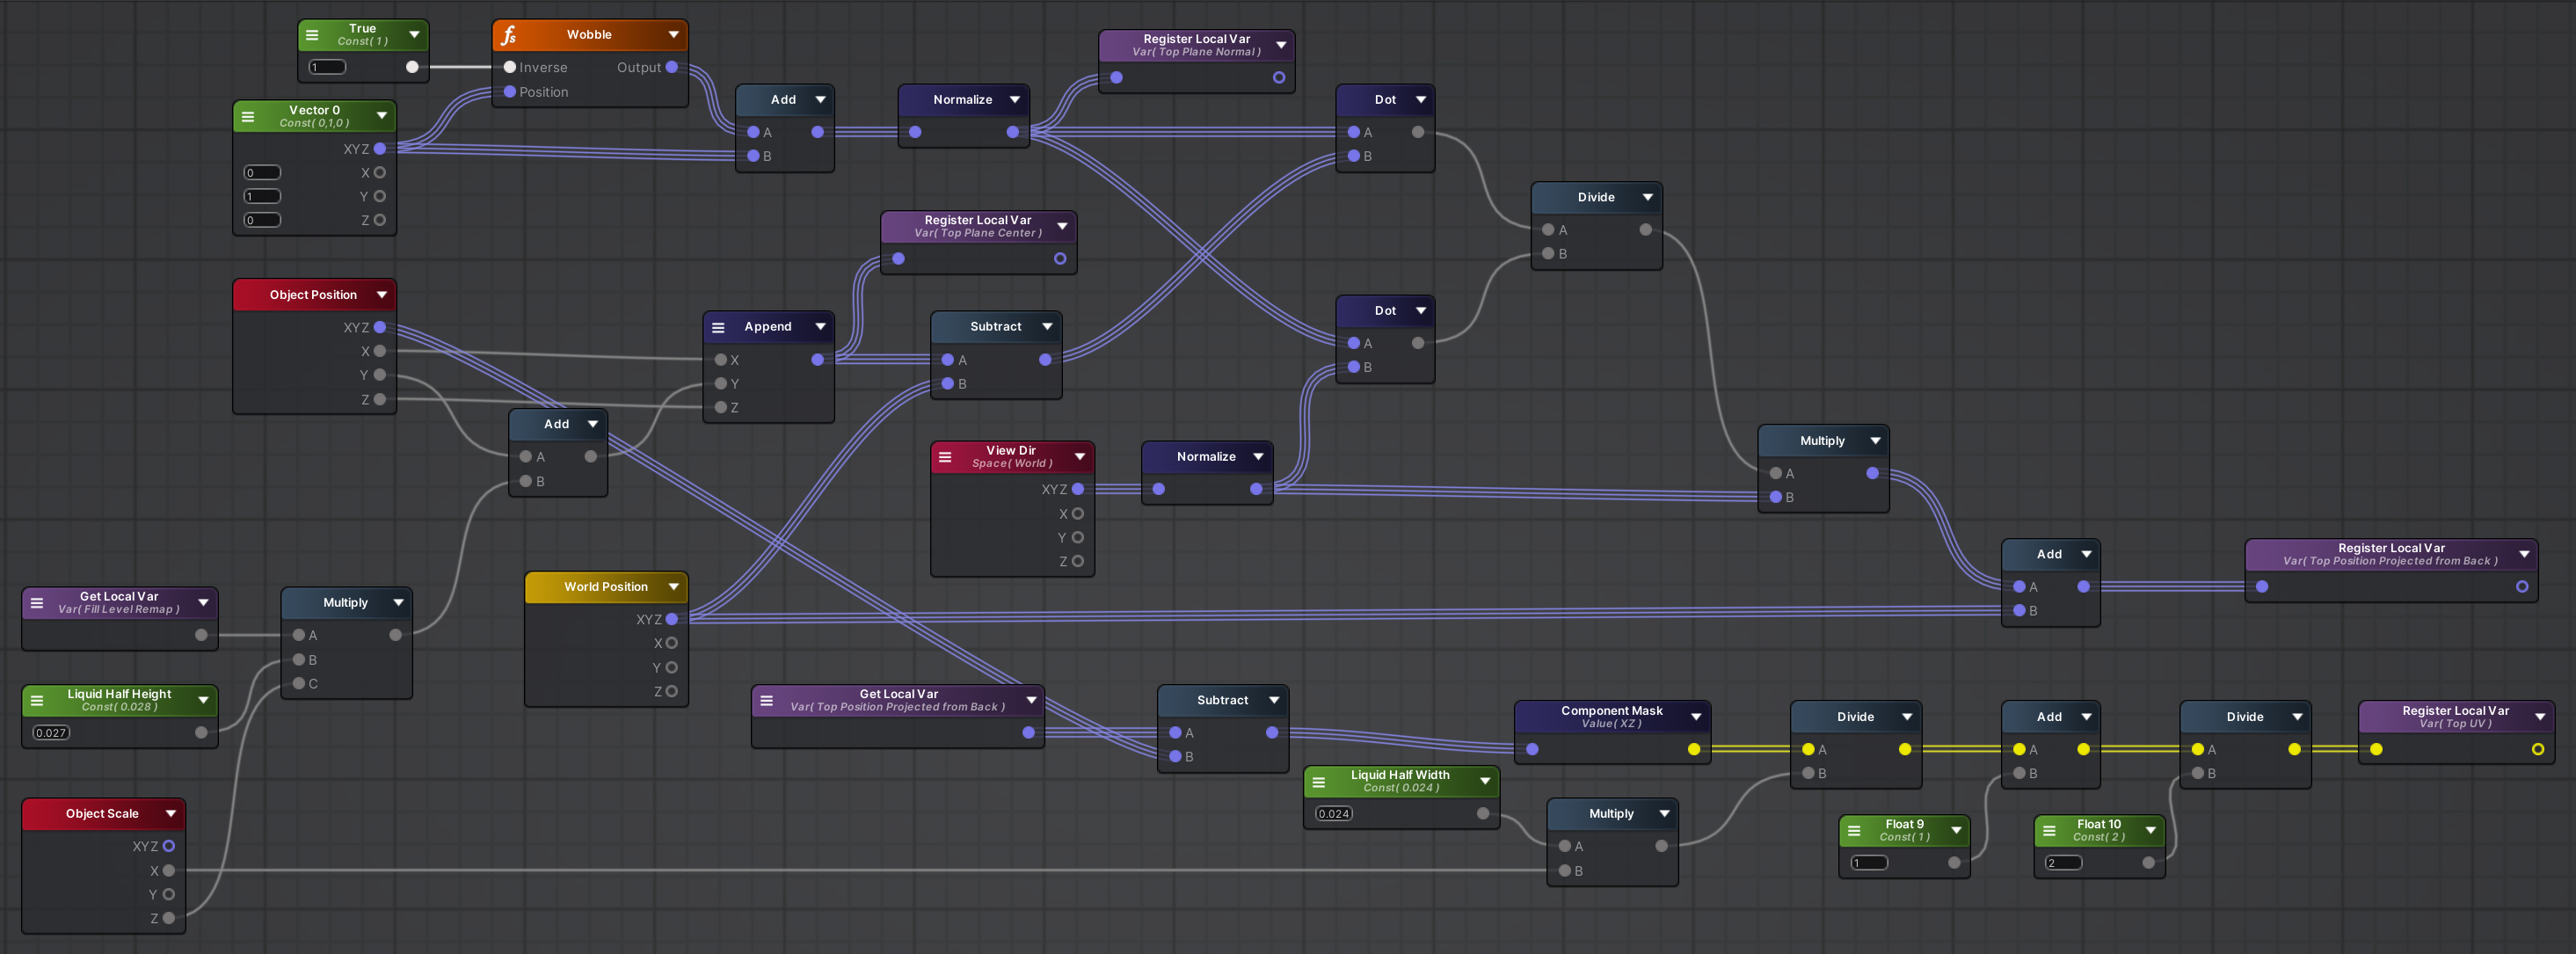 True
Const( 1 )
1
Wobble
Inverse
Output
Position
Vector 0
Const( 0,1,0 )
XYZ
0
X
1
Y
0
Z
Add
A
B
Normalize
Register Local Var
Var( Top Plane Normal )
Dot
A
B
Divide
A
B
Register Local Var
Var( Top Plane Center )
Object Position
XYZ
X
Y
Z
Append
X
Y
Z
Subtract
A
B
Dot
A
B
Add
A
B
View Dir
Space( World )
XYZ
X
Y
Z
Normalize
Multiply
A
B
Get Local Var
Var( Fill Level Remap )
Multiply
A
B
C
World Position
XYZ
X
Y
Z
Add
A
B
Register Local Var
Var( Top Position Projected from Back )
Liquid Half Height
Const( 0.028 )
0.027
Get Local Var
Var( Top Position Projected from Back )
Subtract
A
B
Component Mask
Value( XZ )
Divide
A
B
Add
A
B
Divide
A
B
Register Local Var
Var( Top UV )
Liquid Half Width
Const( 0.024 )
0.024
Object Scale
XYZ
X
Y
Z
Multiply
A
B
Float 9
Const( 1 )
1
Float 10
Const( 2 )
2